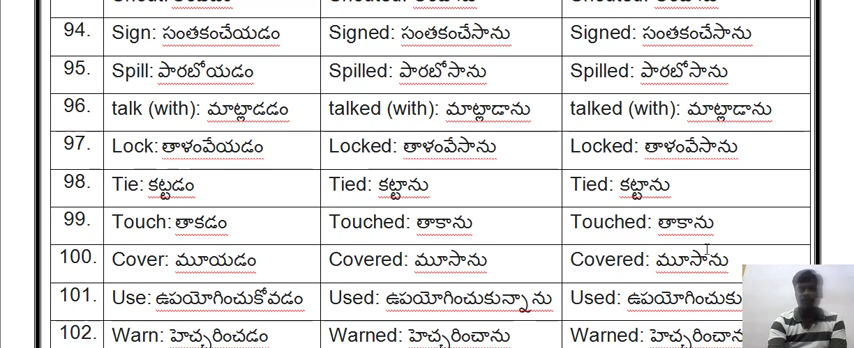 94. Sign: సంతకంచేయడం Signed: సంతకంచేసాను Signed: సంతకంచేసాను
95. Spill: పారబోయడం Spilled: పారబోసాను Spilled: పారబోసాను
96. talk (with): మాట్లాడడం talked (with): మాట్లాడాను talked (with): మాట్లాడాను
97. Lock: తాళంవేయడం Locked: తాళంవేసాను Locked: తాళంవేసాను
98. Tie: కట్టడం Tied: కట్టాను Tied: కట్టాను
99. Touch: తాకడం Touched: తాకాను Touched: తాకాను
100. Cover: మూయడం Covered: మూసాను Covered: మూసాను
101. Use: ఉపయోగించుకోవడం Used: ఉపయోగించుకున్నాను Used:
102. Warn: హెచ్చరించడం Warned: హెచ్చరించాను Warned: